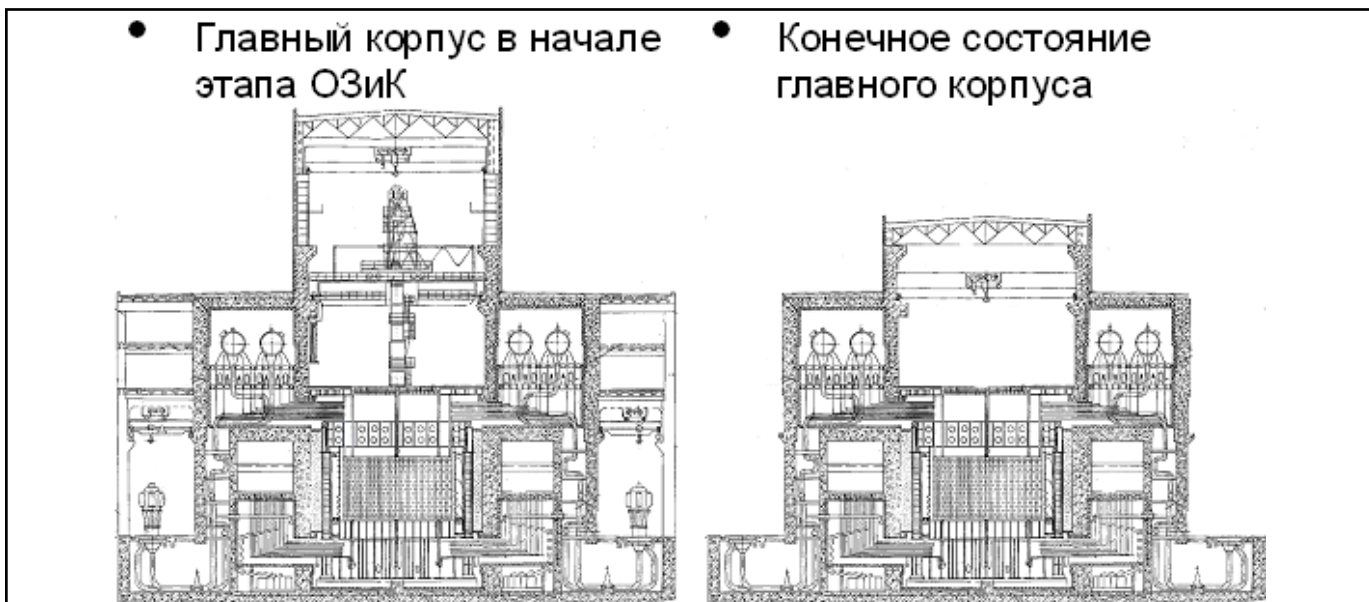 • Главный корпус в начале
этапа ОЗиК
• Конечное состояние
главного корпуса